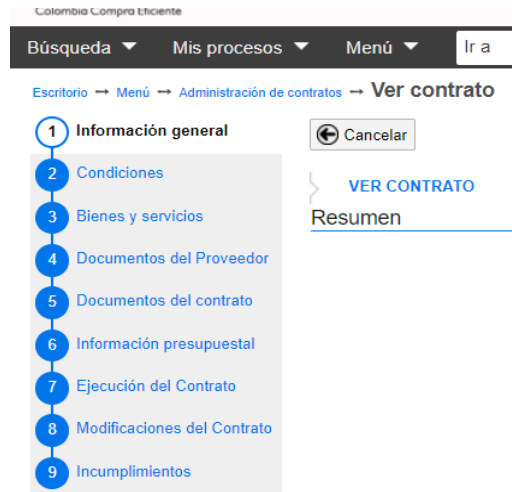 Colombia Compra Eficiente
Búsqueda Mis procesos Menú Ir a
Escritorio → Menú → Administración de contratos → Ver contrato
1 Información general
Cancelar
2 Condiciones
VER CONTRATO
3 Bienes y servicios
Resumen
4 Documentos del Proveedor
5 Documentos del contrato
6 Información presupuestal
7 Ejecución del Contrato
8 Modificaciones del Contrato
9 Incumplimientos